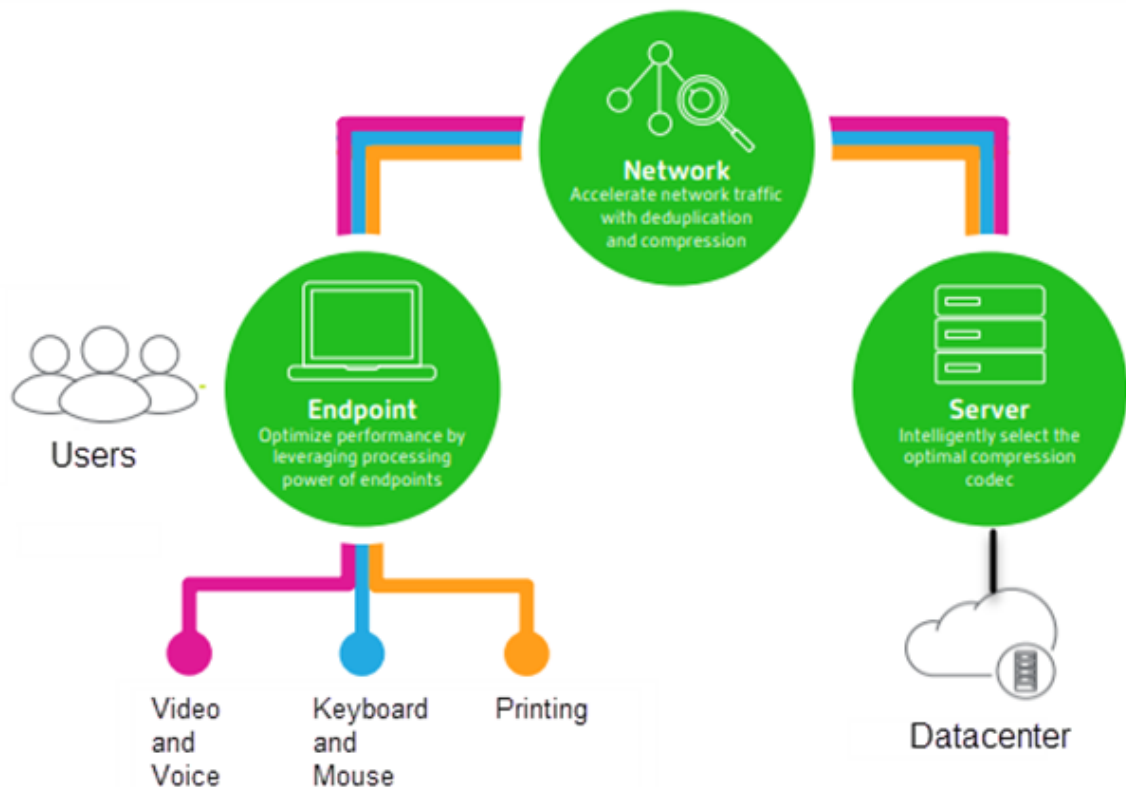 Network
Accelerate network traffic
with deduplication
and compression
Users
Endpoint
Optimize performance by
leveraging processing
power of endpoints
Server
Intelligently select the
optimal compression
codec
Video
and
Voice
Keyboard
and
Mouse
Printing
Datacenter